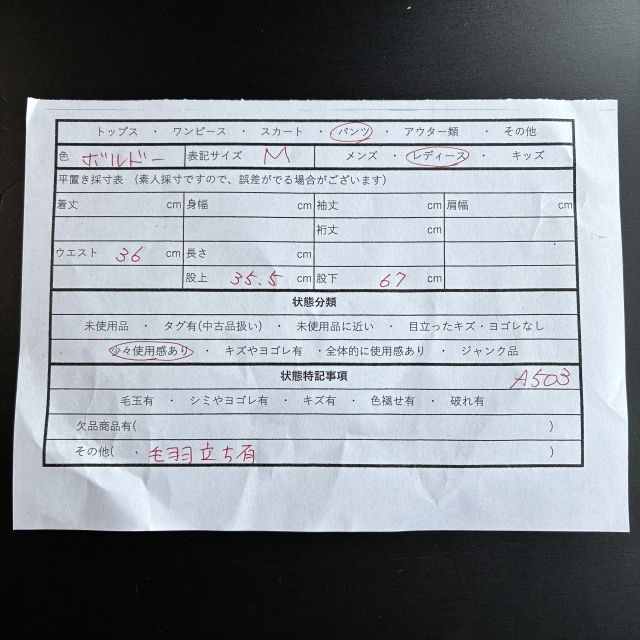 トップス ・ ワンピース ・ スカート ・ パンツ ・ アウター類 ・ その他
色 ボルドー 表記サイズ M メンズ ・ レディース ・ キッズ
平置き採寸表 (素人採寸ですので、誤差がでる場合がございます)
着丈 cm 身幅 cm 袖丈 cm 肩幅 cm
裄丈 cm
ウエスト 36 cm 長さ
股上 35.5 cm 股下 67 cm
状態分類
未使用品 ・ タグ有(中古品扱い) ・ 未使用品に近い ・ 目立ったキズ・ヨゴレなし
少々使用感あり ・ キズやヨゴレ有 ・全体的に使用感あり ・ ジャンク品
状態特記事項 A503
毛玉有 ・ シミやヨゴレ有 ・ キズ有 ・ 色褪せ有 ・ 破れ有
欠品商品有( )
その他( ・ 毛羽立ち有 )